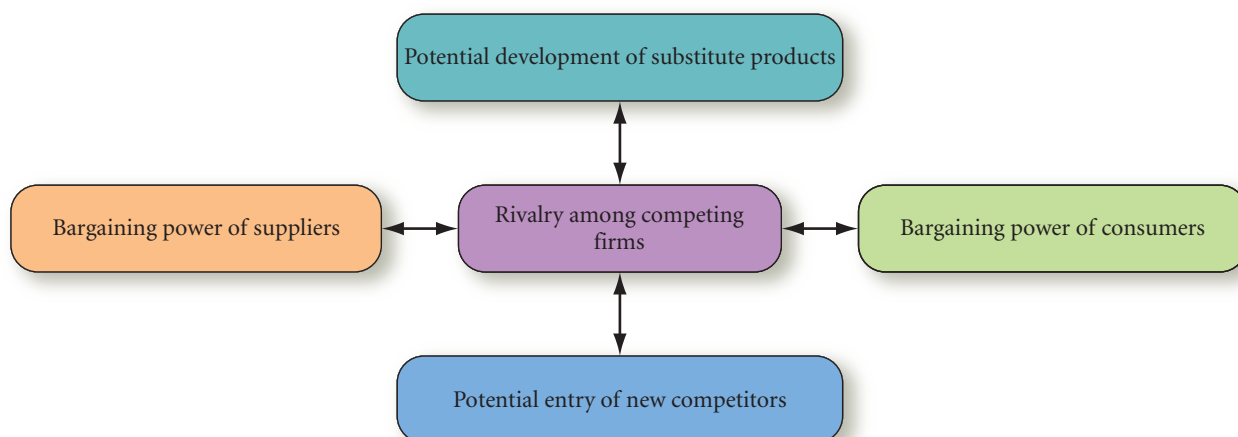 Potential development of substitute products
Bargaining power of suppliers
Rivalry among competing
firms
Bargaining power of consumers
Potential entry of new competitors